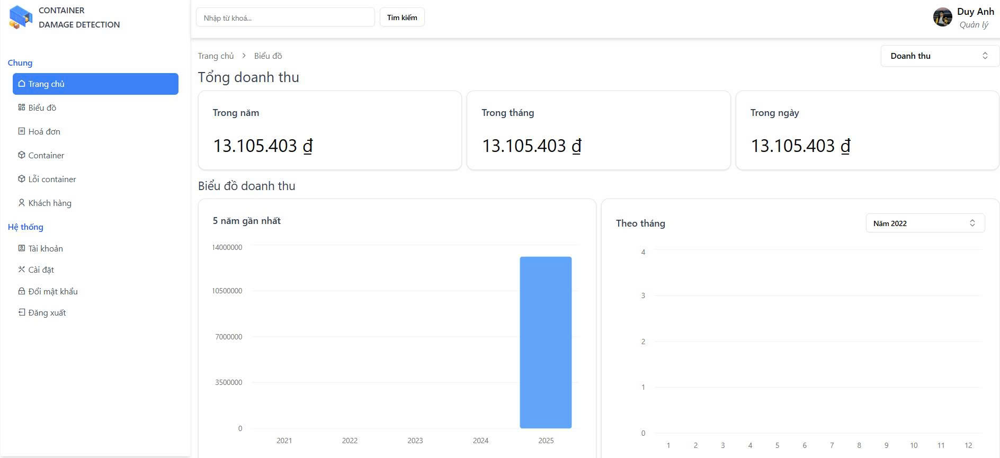 CONTAINER
DAMAGE DETECTION
Chung
Trang chủ
Biểu đồ
Hoá đơn
Container
Lỗi container
Khách hàng
Hệ thống
Tài khoản
Cài đặt
Đổi mật khẩu
Đăng xuất
Nhập từ khoá...
Tìm kiếm
Duy Anh
Quản lý
Trang chủ > Biểu đồ
Doanh thu
Tổng doanh thu
Trong năm
13.105.403 ₫
Trong tháng
13.105.403 ₫
Trong ngày
13.105.403 ₫
Biểu đồ doanh thu
5 năm gần nhất
14000000
10500000
7000000
3500000
0
2021 2022 2023 2024 2025
Theo tháng
Năm 2022
4
3
2
1
0
1 2 3 4 5 6 7 8 9 10 11 12